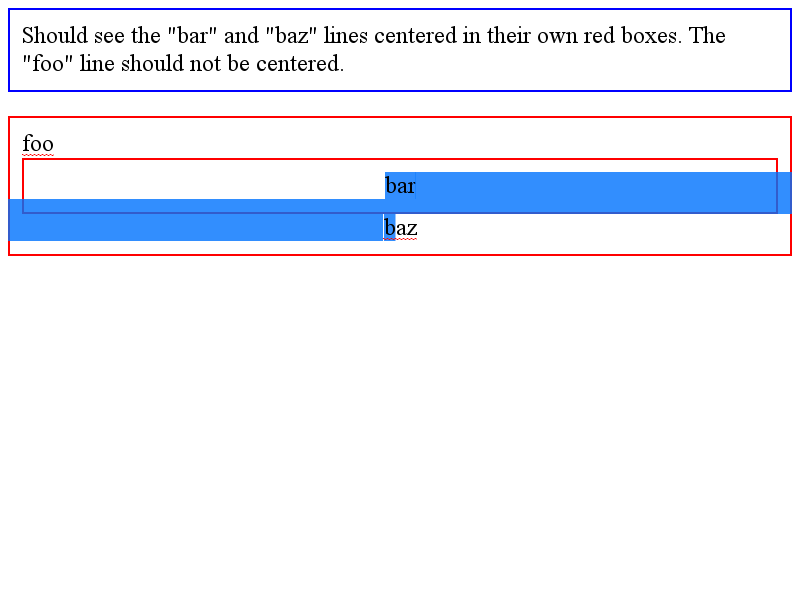 Should see the "bar" and "baz" lines centered in their own red boxes. The
"foo" line should not be centered.
foo
bar
baz